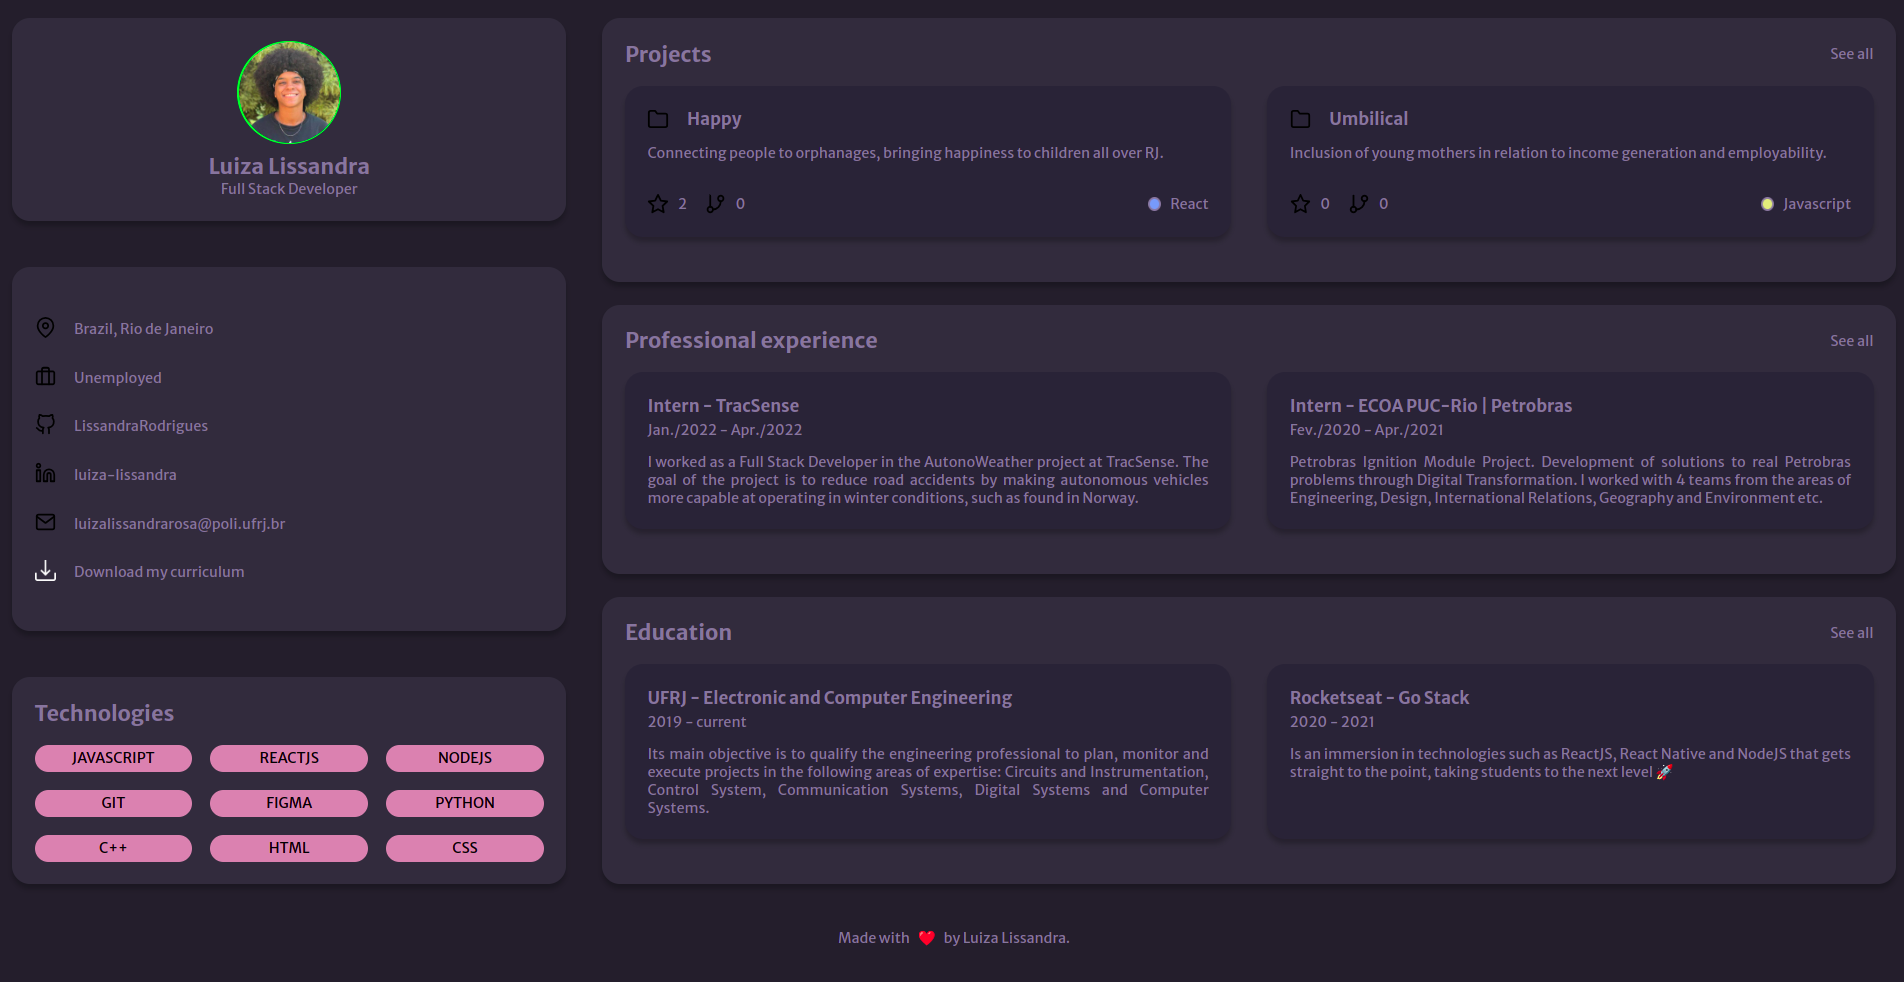 Luiza Lissandra
Full Stack Developer
Brazil, Rio de Janeiro
Unemployed
LissandraRodrigues
luiza-lissandra
luizalissandrarosa@poli.ufrj.br
Download my curriculum
Technologies
JAVASCRIPT REACTJS NODEJS
GIT FIGMA PYTHON
C++ HTML CSS
Projects See all
Happy
Connecting people to orphanages, bringing happiness to children all over RJ.
2 0 React
Umbilical
Inclusion of young mothers in relation to income generation and employability.
0 0 Javascript
Professional experience See all
Intern - TracSense
Jan./2022 - Apr./2022
I worked as a Full Stack Developer in the AutonoWeather project at TracSense. The
goal of the project is to reduce road accidents by making autonomous vehicles
more capable at operating in winter conditions, such as found in Norway.
Intern - ECOA PUC-Rio | Petrobras
Fev./2020 - Apr./2021
Petrobras Ignition Module Project. Development of solutions to real Petrobras
problems through Digital Transformation. I worked with 4 teams from the areas of
Engineering, Design, International Relations, Geography and Environment etc.
Education See all
UFRJ - Electronic and Computer Engineering
2019 - current
Its main objective is to qualify the engineering professional to plan, monitor and
execute projects in the following areas of expertise: Circuits and Instrumentation,
Control System, Communication Systems, Digital Systems and Computer
Systems.
Rocketseat - Go Stack
2020 - 2021
Is an immersion in technologies such as ReactJS, React Native and NodeJS that gets
straight to the point, taking students to the next level 🚀
Made with ❤️ by Luiza Lissandra.